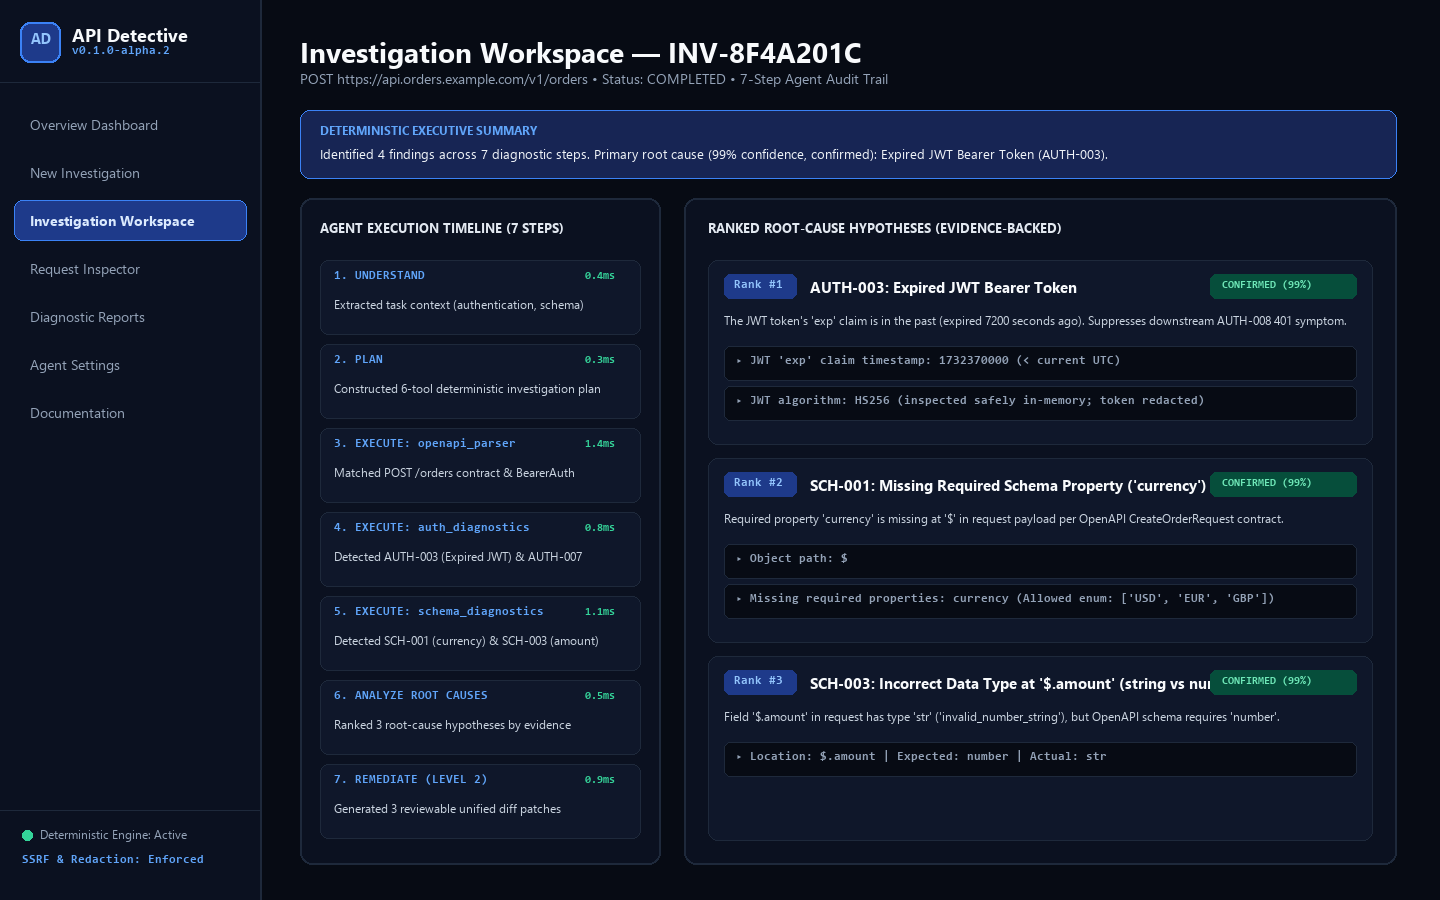 AD
API Detective
v0.1.0-alpha.2
Overview Dashboard
New Investigation
Investigation Workspace
Request Inspector
Diagnostic Reports
Agent Settings
Documentation
Deterministic Engine: Active
SSRF & Redaction: Enforced
Investigation Workspace — INV-8F4A201C
POST https://api.orders.example.com/v1/orders • Status: COMPLETED • 7-Step Agent Audit Trail
DETERMINISTIC EXECUTIVE SUMMARY
Identified 4 findings across 7 diagnostic steps. Primary root cause (99% confidence, confirmed): Expired JWT Bearer Token (AUTH-003).
AGENT EXECUTION TIMELINE (7 STEPS)
1. UNDERSTAND 0.4ms
Extracted task context (authentication, schema)
2. PLAN 0.3ms
Constructed 6-tool deterministic investigation plan
3. EXECUTE: openapi_parser 1.4ms
Matched POST /orders contract & BearerAuth
4. EXECUTE: auth_diagnostics 0.8ms
Detected AUTH-003 (Expired JWT) & AUTH-007
5. EXECUTE: schema_diagnostics 1.1ms
Detected SCH-001 (currency) & SCH-003 (amount)
6. ANALYZE ROOT CAUSES 0.5ms
Ranked 3 root-cause hypotheses by evidence
7. REMEDIATE (LEVEL 2) 0.9ms
Generated 3 reviewable unified diff patches
RANKED ROOT-CAUSE HYPOTHESES (EVIDENCE-BACKED)
Rank #1 AUTH-003: Expired JWT Bearer Token CONFIRMED (99%)
The JWT token's 'exp' claim is in the past (expired 7200 seconds ago). Suppresses downstream AUTH-008 401 symptom.
▸ JWT 'exp' claim timestamp: 1732370000 (< current UTC)
▸ JWT algorithm: HS256 (inspected safely in-memory; token redacted)
Rank #2 SCH-001: Missing Required Schema Property ('currency') CONFIRMED (99%)
Required property 'currency' is missing at '$' in request payload per OpenAPI CreateOrderRequest contract.
▸ Object path: $
▸ Missing required properties: currency (Allowed enum: ['USD', 'EUR', 'GBP'])
Rank #3 SCH-003: Incorrect Data Type at '$.amount' (string vs nur CONFIRMED (99%)
Field '$.amount' in request has type 'str' ('invalid_number_string'), but OpenAPI schema requires 'number'.
▸ Location: $.amount | Expected: number | Actual: str